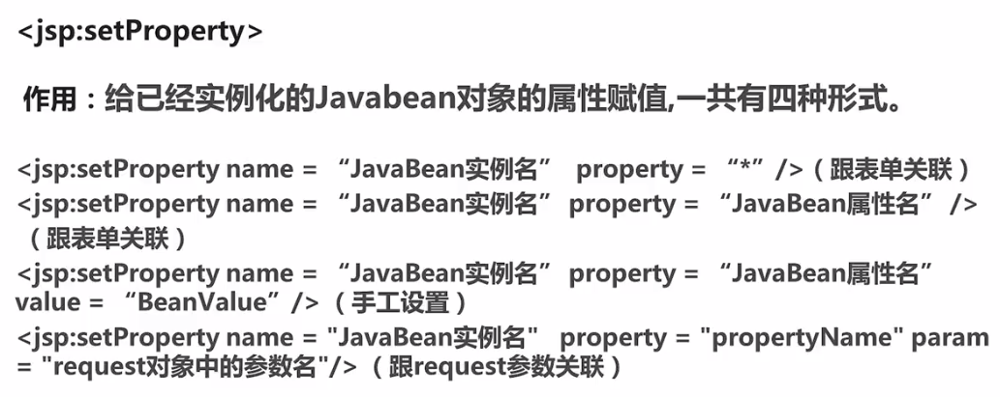 <jsp:setProperty>
作用：给已经实例化的Javabean对象的属性赋值,一共有四种形式。
<jsp:setProperty name = “JavaBean实例名” property = “*” />（跟表单关联）
<jsp:setProperty name = “JavaBean实例名” property = “JavaBean属性名” />
（跟表单关联）
<jsp:setProperty name = “JavaBean实例名” property = “JavaBean属性名”
value = “BeanValue” />（手工设置）
<jsp:setProperty name = "JavaBean实例名" property = "propertyName" param
= "request对象中的参数名"/>（跟request参数关联）